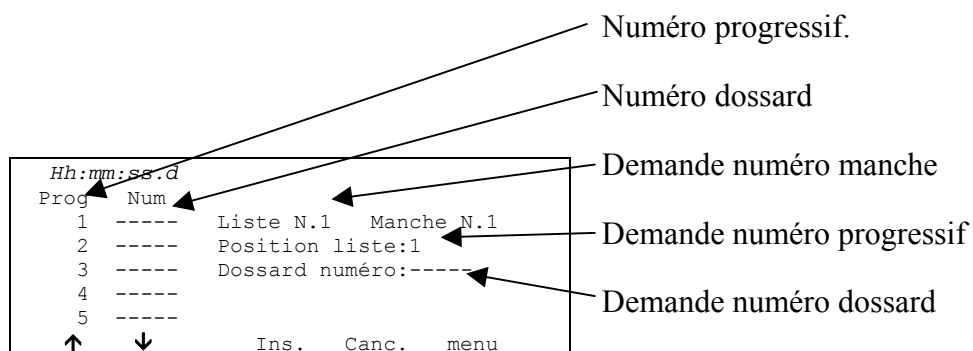 Numéro progressif.
Numéro dossard
Demande numéro manche
Demande numéro progressif
Demande numéro dossard
Hh:mm:ss.d
Prog Num
1 -----
2 -----
3 -----
4 -----
5 -----
Liste N.1 Manche N.1
Position liste:1
Dossard numéro:-----
↑ ↓ Ins. Canc. menu